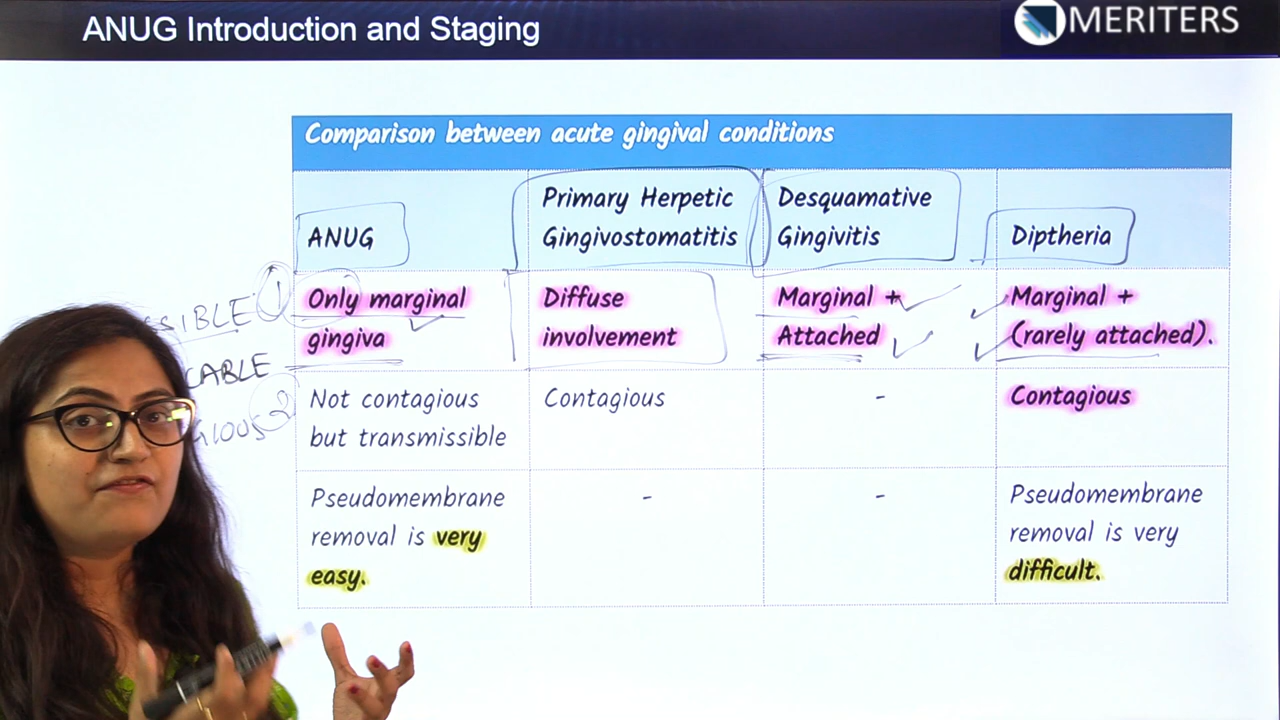 ANUG Introduction and Staging
MERITERS
Comparison between acute gingival conditions
ANUG
Primary Herpetic
Gingivostomatitis
Desquamative
Gingivitis
Diptheria
Only marginal
gingiva
Diffuse
involvement
Marginal +
Attached
Marginal +
(rarely attached).
Not contagious
but transmissible
Contagious
-
Contagious
Pseudomembrane
removal is very
easy.
-
-
Pseudomembrane
removal is very
difficult.
1
2